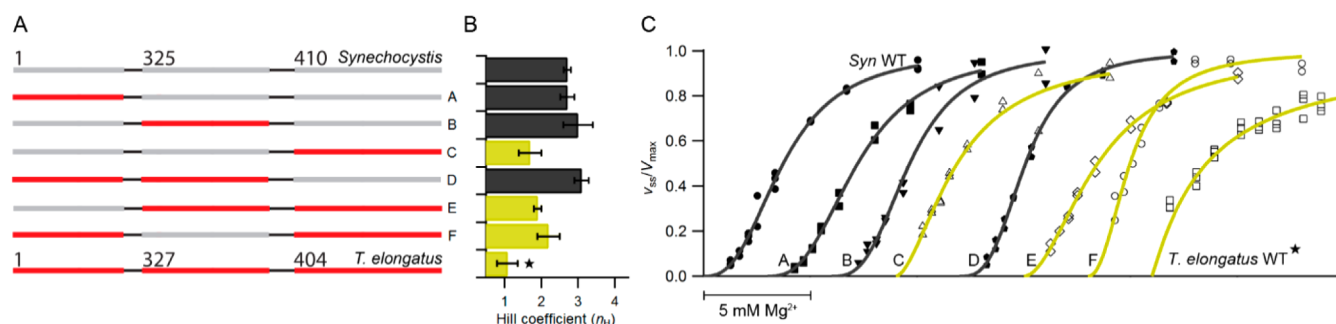 A
1 325 410 Synechocystis
A
B
C
D
E
F
1 327 404 T. elongatus
B
★
1 2 3 4
Hill coefficient (nH)
C
1.0
0.8
0.6
0.4
0.2
0.0
vss/Vmax
Syn WT
A B C D E F T. elongatus WT★
5 mM Mg²⁺